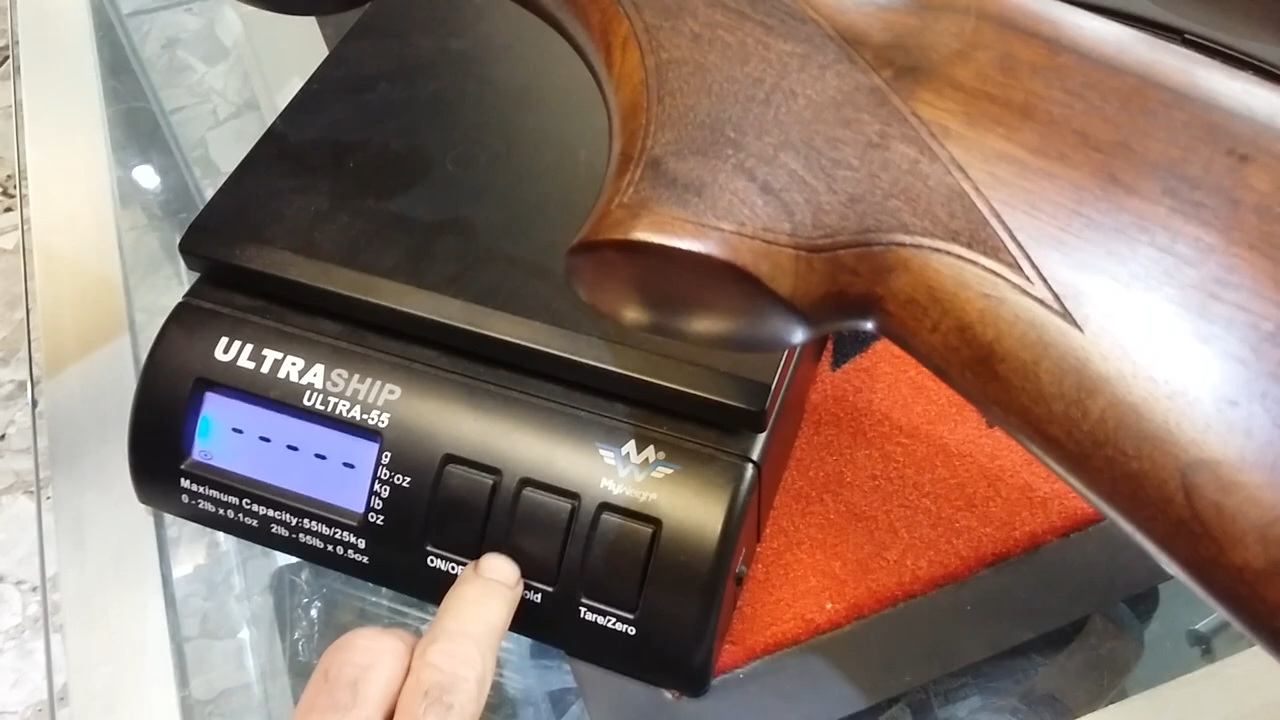 ULTRASHIP
ULTRA-55
- - - - -
g
lb:oz
kg
lb
oz
Maximum Capacity:55lb/25kg
0 - 2lb x 0.1oz 2lb - 55lb x 0.5oz
MyWeigh®
Tare/Zero